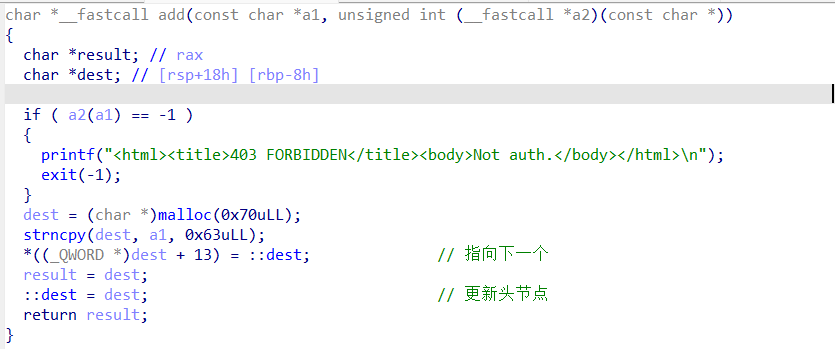 char *__fastcall add(const char *a1, unsigned int (__fastcall *a2)(const char *))
{
  char *result; // rax
  char *dest; // [rsp+18h] [rbp-8h]

  if ( a2(a1) == -1 )
  {
    printf("<html><title>403 FORBIDDEN</title><body>Not auth.</body></html>\n");
    exit(-1);
  }
  dest = (char *)malloc(0x70uLL);
  strncpy(dest, a1, 0x63uLL);
  *((_QWORD *)dest + 13) = ::dest;              // 指向下一个
  result = dest;
  ::dest = dest;                                // 更新头节点
  return result;
}